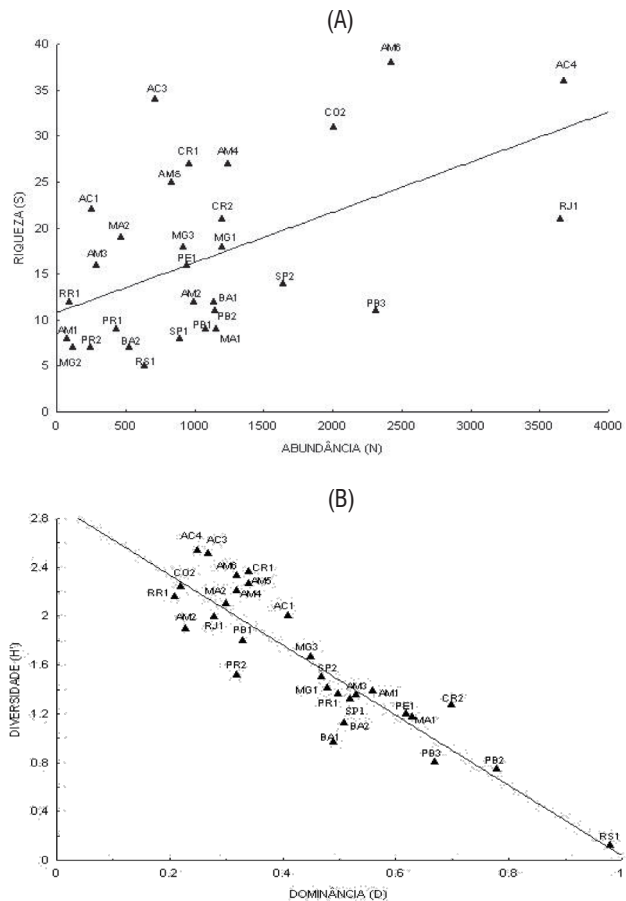 (A)
RIQUEZA (S)
40
35
30
25
20
15
10
5
0
AM6
AC4
AC3
CO2
CR1
AM4
AM8
AC1
CR2
RJ1
MA2
MG3
MG1
AM3
PE1
SP2
RR1
AM2
BA1
PB3
PB2
PR1
PB1
MA1
AM1
SP1
PR2
BA2
MG2
RS1
0 500 1000 1500 2000 2500 3000 3500 4000
ABUNDÂNCIA (N)
(B)
DIVERSIDADE (H')
2.8
2.4
2.0
1.6
1.2
0.8
0.4
0
AC4
AC3
AM6
CR1
CO2
AM5
RR1
MA2
AM4
AC1
AM2
RJ1
PB1
MG3
PR2
SP2
MG1
AM3
AM1
CR2
PR1
PE1
SP1
MA1
BA2
BA1
PB3
PB2
RS1
0 0.2 0.4 0.6 0.8 1
DOMINÂNCIA (D)